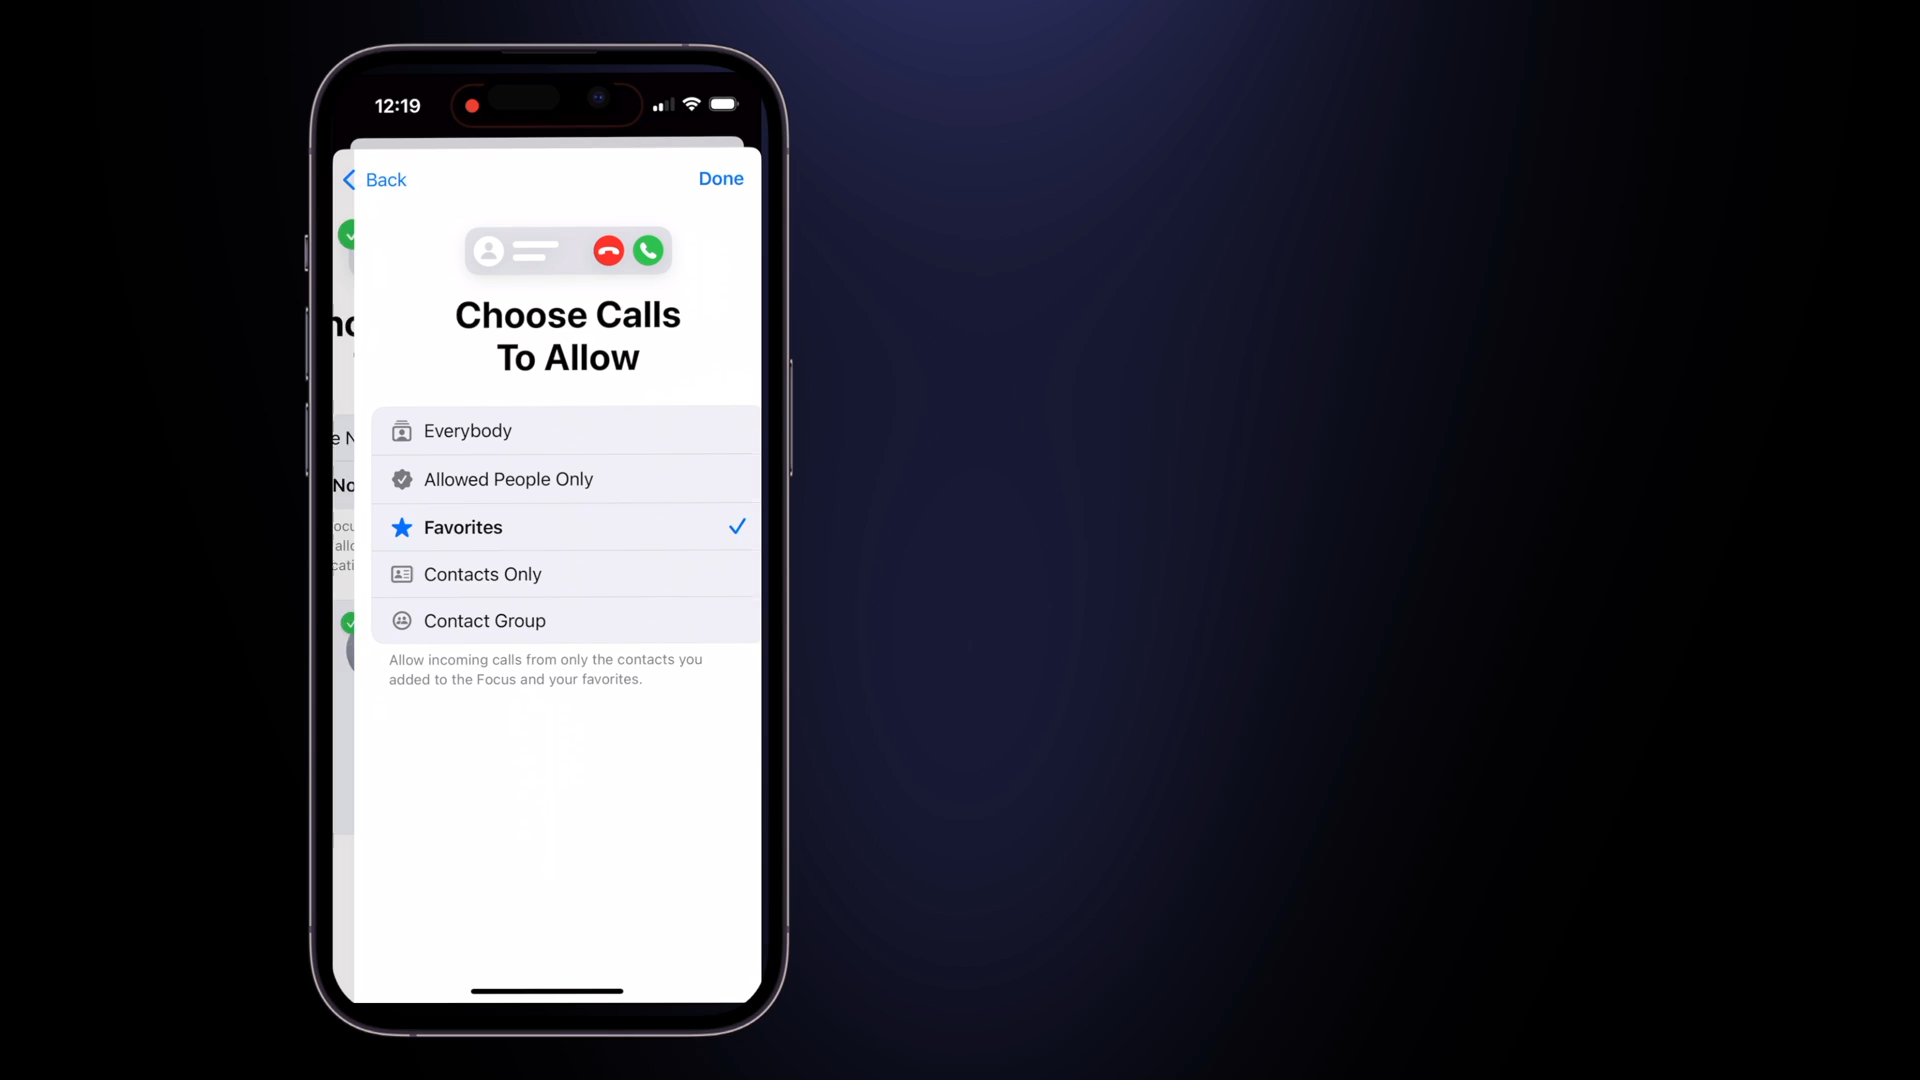 12:19
Back
Done
Choose Calls
To Allow
Everybody
Allowed People Only
Favorites
Contacts Only
Contact Group
Allow incoming calls from only the contacts you
added to the Focus and your favorites.
e N
No